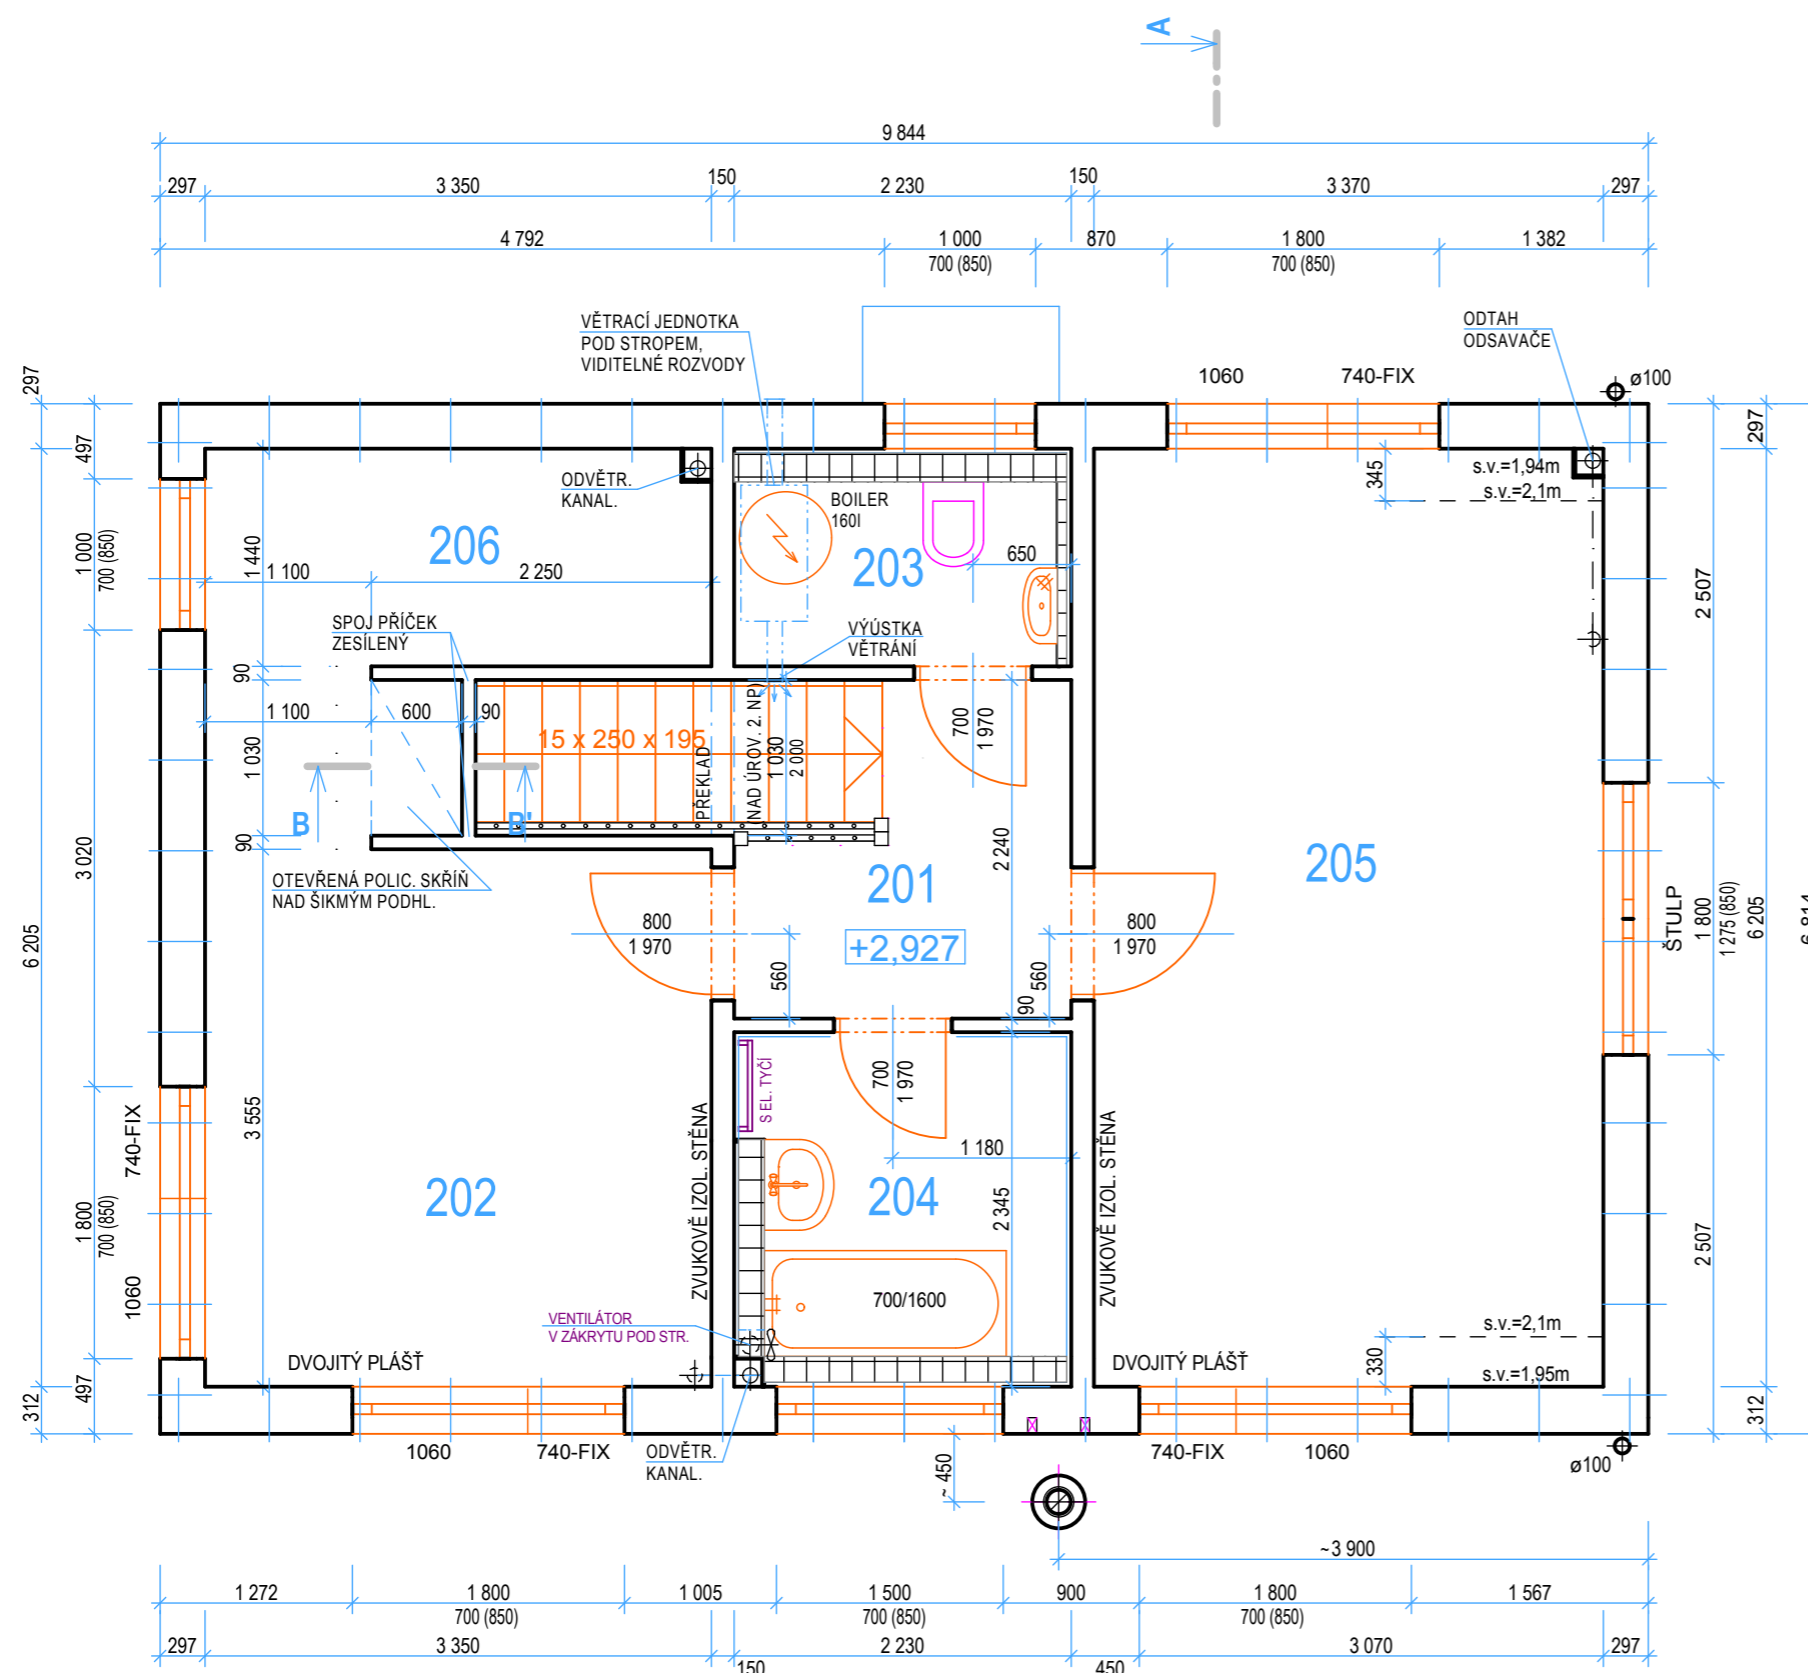 A
9 844
297
3 350
150
2 230
150
3 370
297
4 792
1 000
700 (850)
870
1 800
700 (850)
1 382
VĚTRACÍ JEDNOTKA
POD STROPEM,
VIDITELNÉ ROZVODY
ODTAH
ODSAVAČE
1060
740-FIX
ø100
297
497
297
345
s.v.=1,94m
s.v.=2,1m
ODVĚTR.
KANAL.
BOILER
160l
206
203
650
1 000
700 (850)
1 440
1 100
2 250
2 507
SPOJ PŘÍČEK
ZESÍLENÝ
VÝÚSTKA
VĚTRÁNÍ
90
1 100
600
90
15 x 250 x 195
PŘEKLAD
(NAD ÚROV. 2. NP)
1 030
2 000
700
1 970
1 030
B
B'
90
3 020
2 240
201
205
OTEVŘENÁ POLIC. SKŘÍŇ
NAD ŠIKMÝM PODHL.
800
1 970
+2,927
800
1 970
560
560
90
6 205
ŠTULP
1 800
1 275 (850)
6 205
6 814
S EL. TYČÍ
700
1 970
3 555
ZVUKOVĚ IZOL. STĚNA
ZVUKOVĚ IZOL. STĚNA
740-FIX
1 180
202
204
2 345
1 800
700 (850)
1060
2 507
700/1600
VENTILÁTOR
V ZÁKRYTU POD STR.
s.v.=2,1m
330
s.v.=1,95m
DVOJITÝ PLÁŠŤ
DVOJITÝ PLÁŠŤ
497
312
312
1060
740-FIX
ODVĚTR.
KANAL.
740-FIX
1060
ø100
~ 450
~3 900
1 272
1 800
700 (850)
1 005
1 500
700 (850)
900
1 800
700 (850)
1 567
297
3 350
150
2 230
450
3 070
297